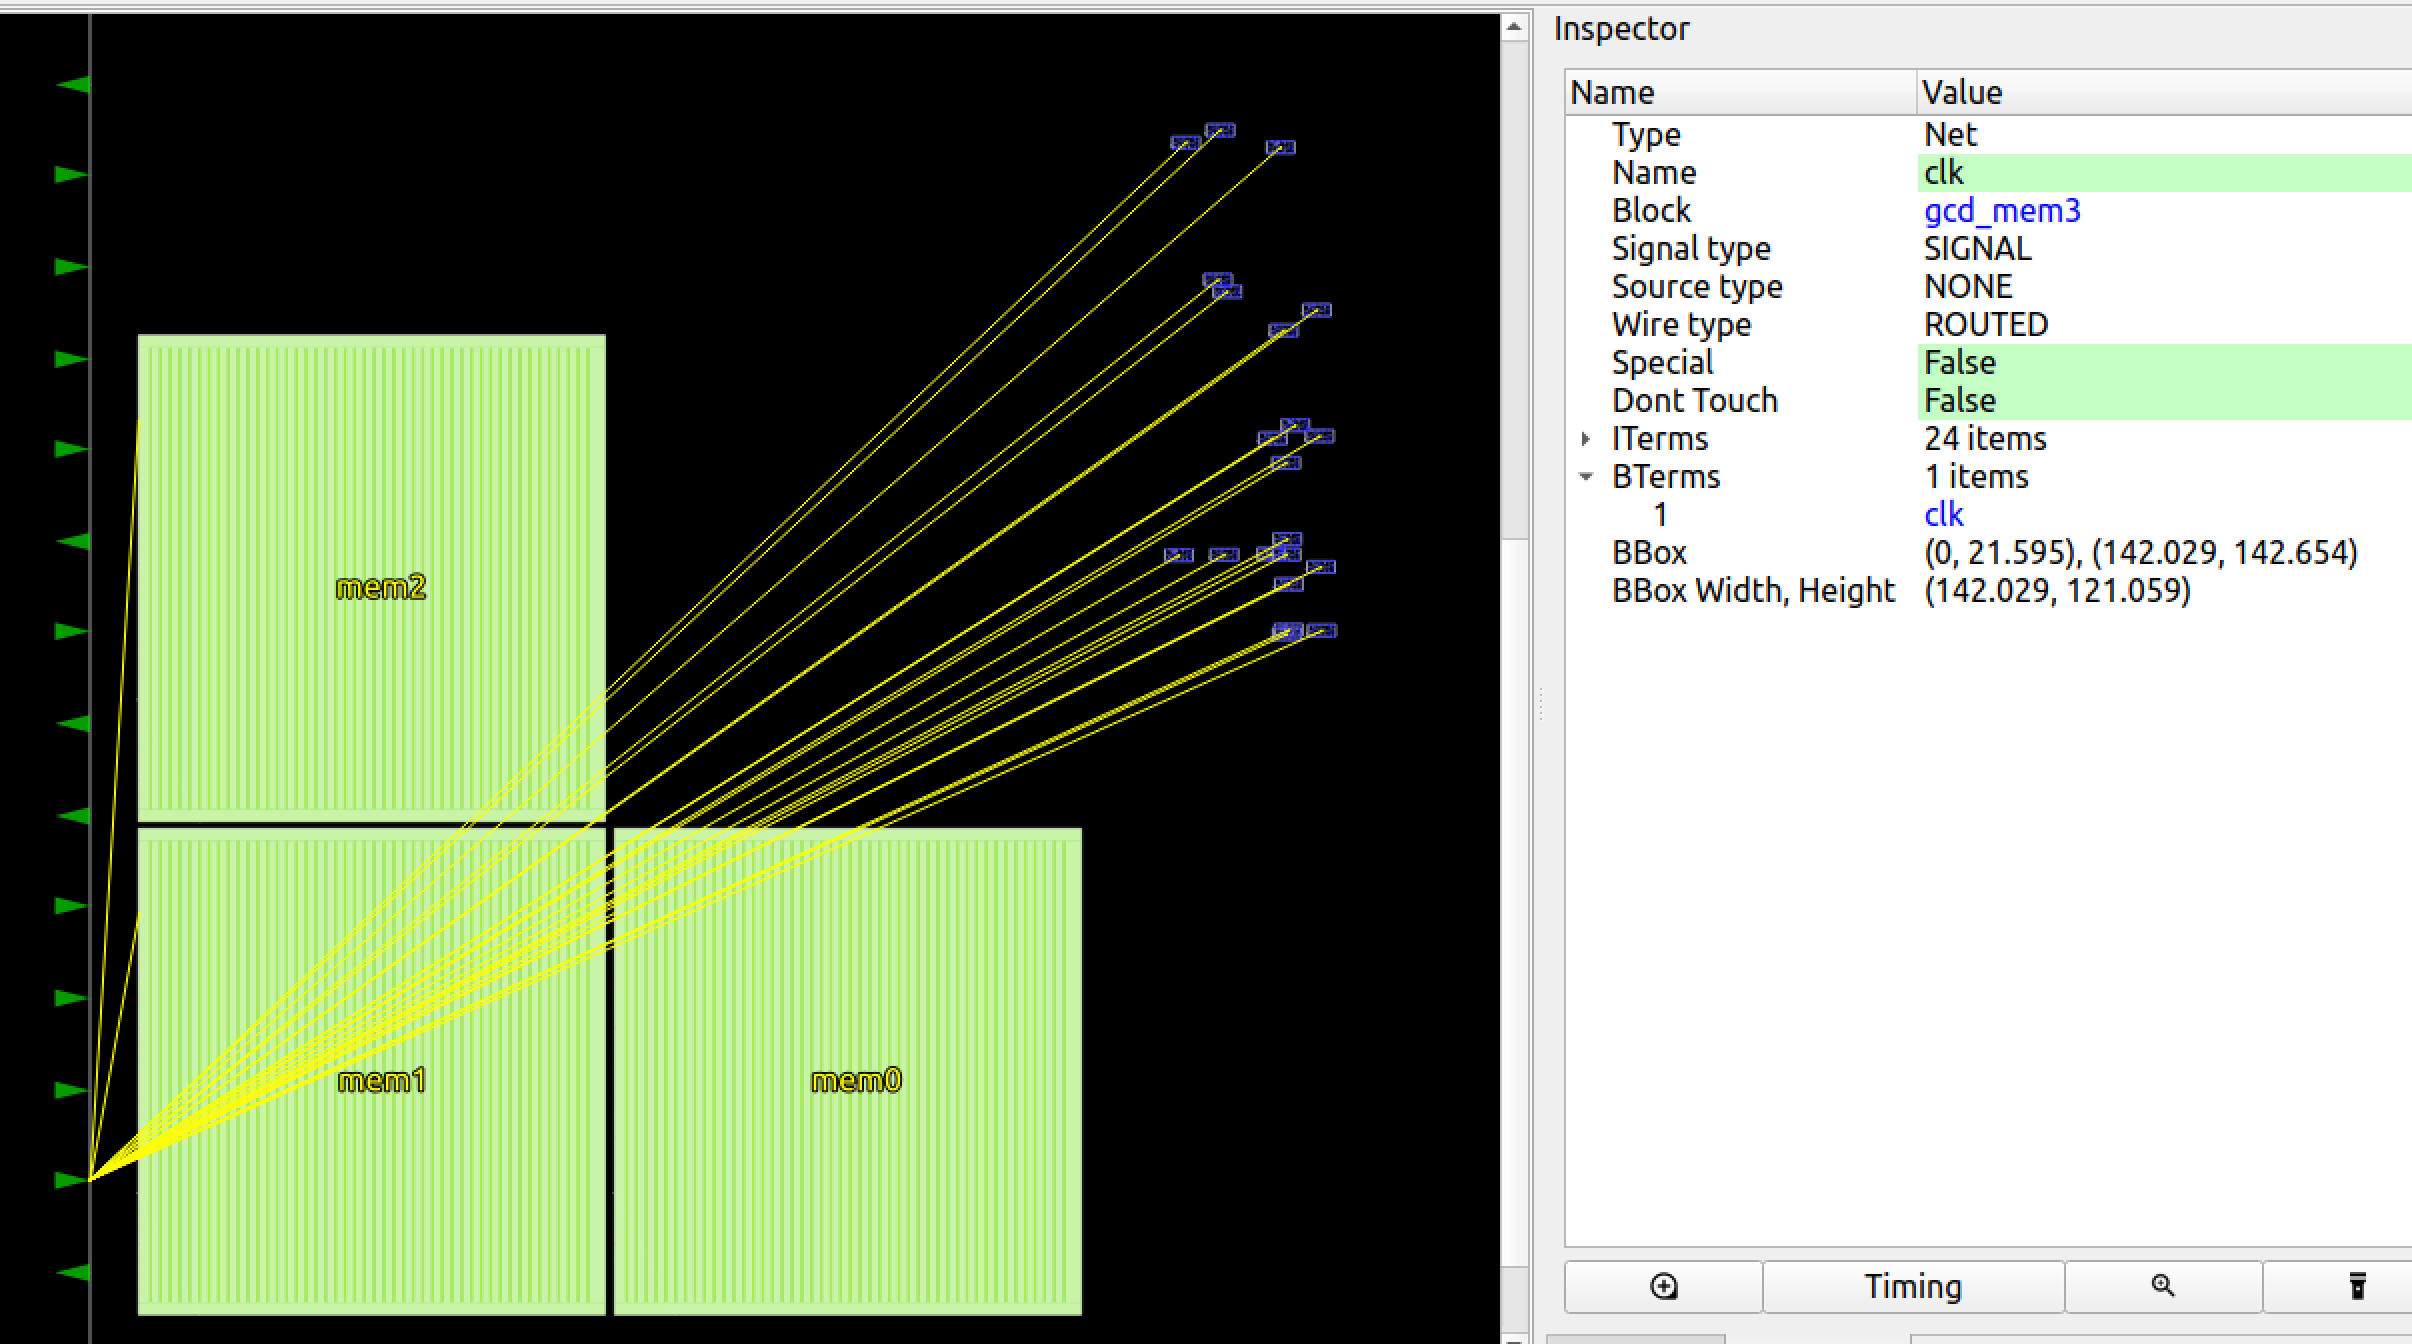 Inspector
Name Value
Type Net
Name clk
Block gcd_mem3
Signal type SIGNAL
Source type NONE
Wire type ROUTED
Special False
Dont Touch False
ITerms 24 items
BTerms 1 items
1 clk
BBox (0, 21.595), (142.029, 142.654)
BBox Width, Height (142.029, 121.059)
mem2
mem1
mem0
Timing